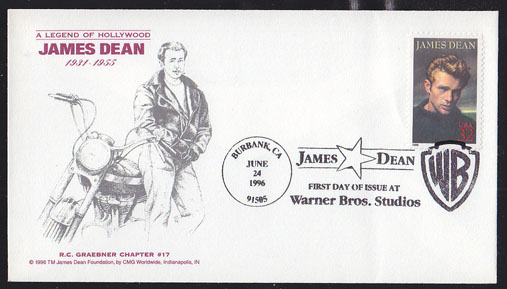 A LEGEND OF HOLLYWOOD
JAMES DEAN
1931-1955
JAMES DEAN
USA
32
BURBANK, CA
JUNE
24
1996
91505
JAMES DEAN
FIRST DAY OF ISSUE AT
Warner Bros. Studios
WB
R.C. GRAEBNER CHAPTER #17
© 1996 TM James Dean Foundation, by CMG Worldwide, Indianapolis, IN